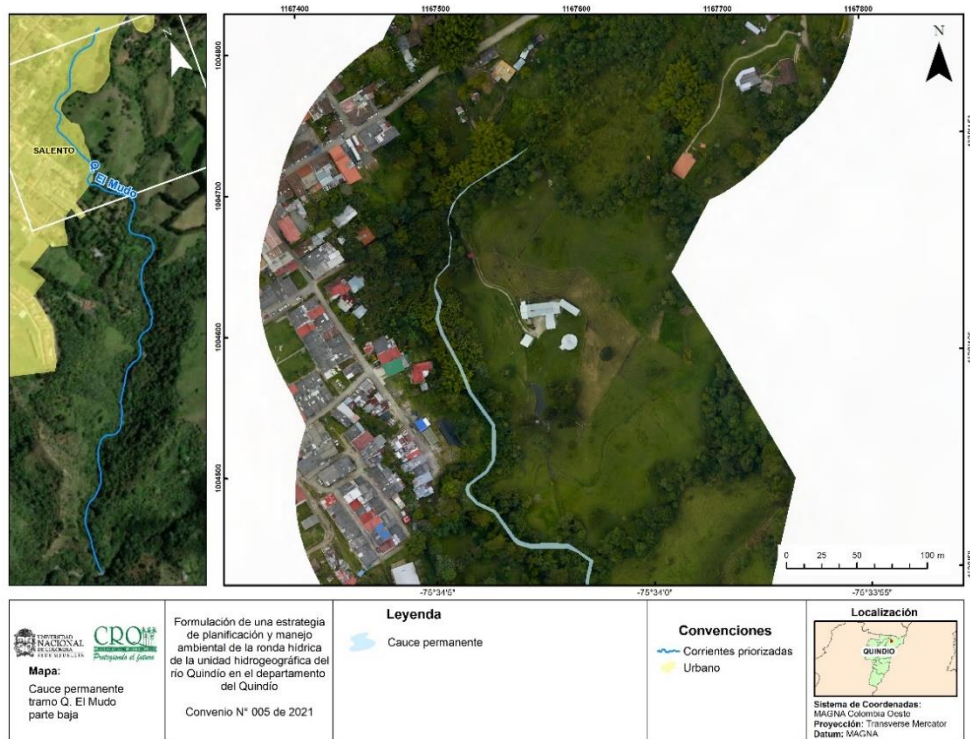 1167400 1167500 1167600 1167700 1167800
N
N
1004800
SALENTO
El Mudo
1004700
1004600
1004500
0 25 50 100 m
-75°34'5" -75°34'0" -75°33'55"
UNIVERSIDAD
NACIONAL
DE COLOMBIA
SEDE MEDELLÍN
CRQ
Protegiendo el futuro
Mapa:
Cauce permanente
tramo Q. El Mudo
parte baja
Formulación de una estrategia
de planificación y manejo
ambiental de la ronda hídrica
de la unidad hidrogeográfica del
río Quindío en el departamento
del Quindío
Convenio N° 005 de 2021
Leyenda
Cauce permanente
Convenciones
Corrientes priorizadas
Urbano
Localización
QUINDIO
Sistema de Coordenadas:
MAGNA Colombia Oeste
Proyección: Transverse Mercator
Datum: MAGNA